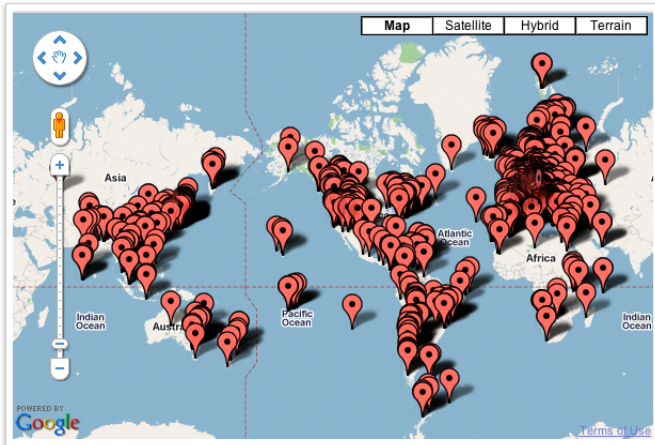 Map Satellite Hybrid Terrain
Asia
Atlantic
Ocean
Africa
Indian
Ocean
Pacific
Ocean
Indian
Ocean
Austra
POWERED BY
Google
Terms of Use